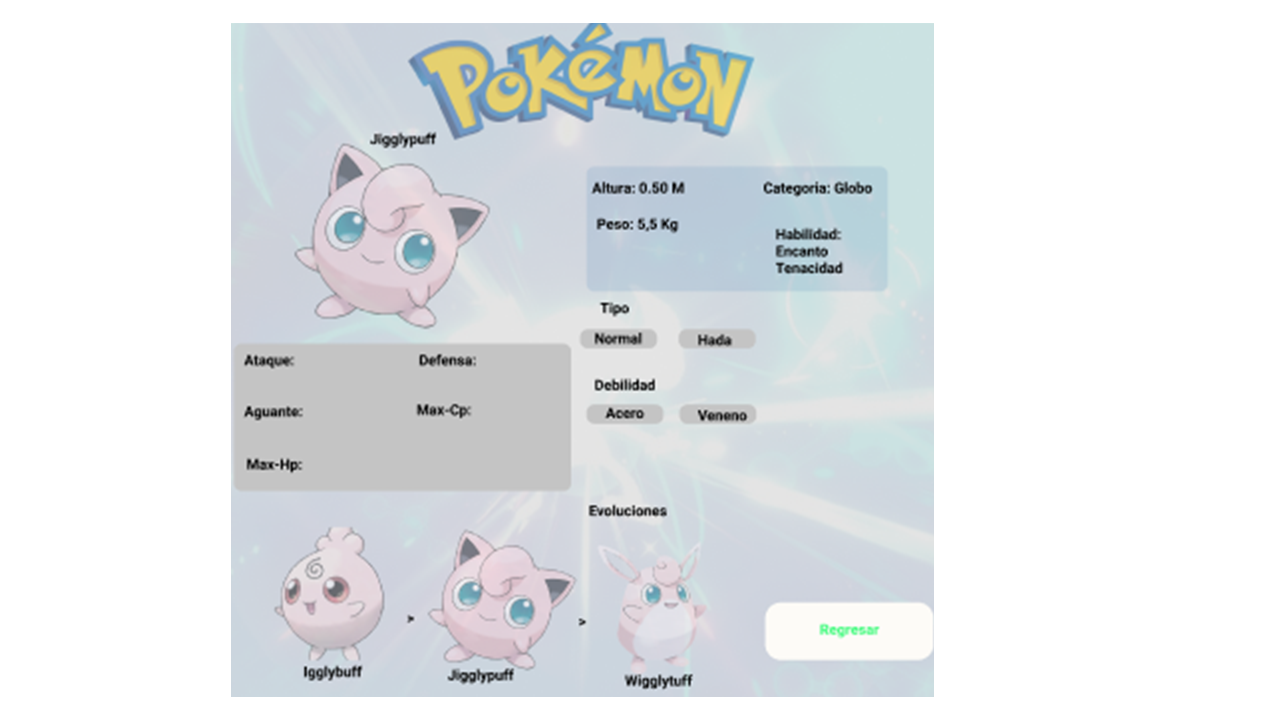 Pokémon
Jigglypuff
Altura: 0.50 M
Categoria: Globo
Peso: 5,5 Kg
Habilidad:
Encanto
Tenacidad
Tipo
Normal
Hada
Debilidad
Acero
Veneno
Ataque:
Defensa:
Aguante:
Max-Cp:
Max-Hp:
Evoluciones
>
>
Igglybuff
Jigglypuff
Wigglytuff
Regresar